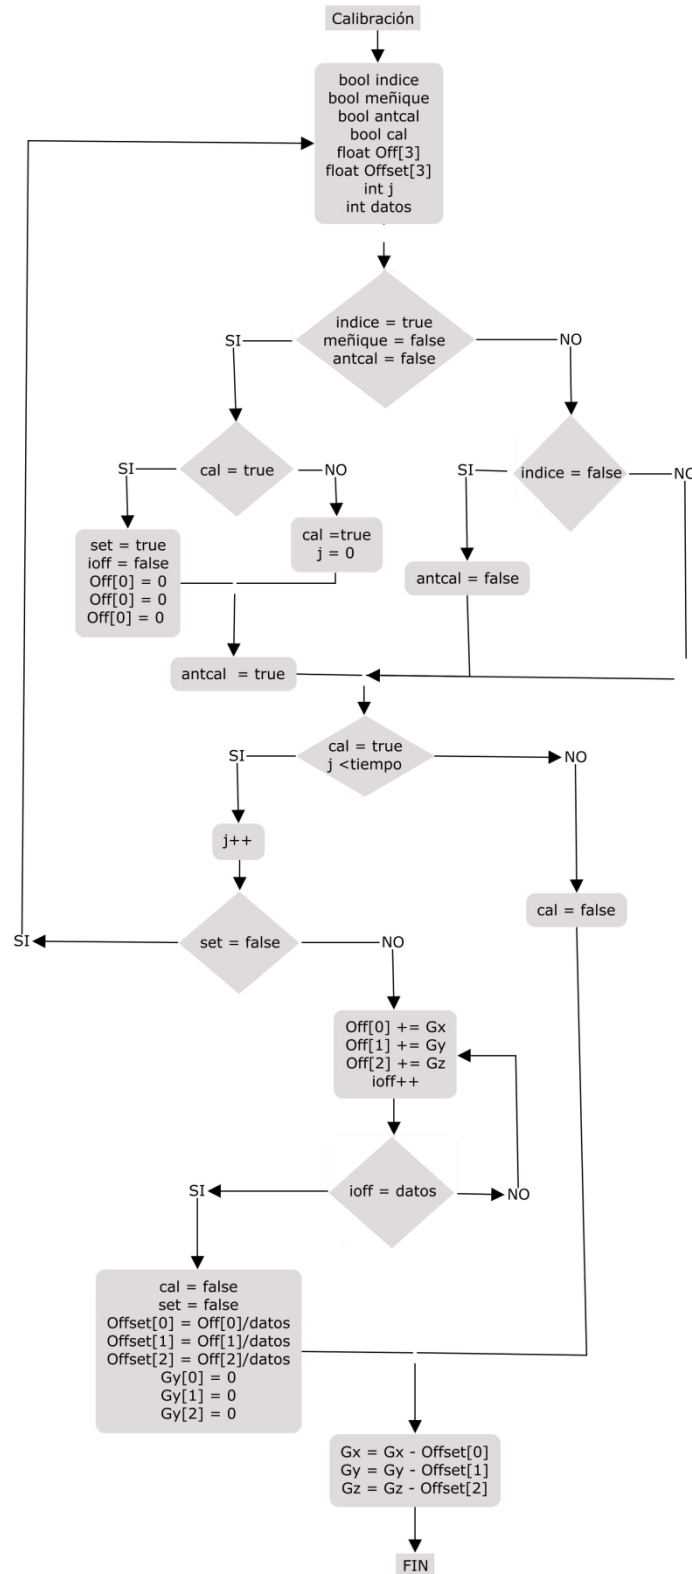 Calibración
bool indice
bool meñique
bool antcal
bool cal
float Off[3]
float Offset[3]
int j
int datos
indice = true
meñique = false
antcal = false
SI
NO
cal = true
SI
NO
indice = false
SI
NO
set = true
ioff = false
Off[0] = 0
Off[0] = 0
Off[0] = 0
cal =true
j = 0
antcal = false
antcal = true
cal = true
j <tiempo
SI
NO
j++
cal = false
set = false
SI
NO
Off[0] += Gx
Off[1] += Gy
Off[2] += Gz
ioff++
ioff = datos
SI
NO
cal = false
set = false
Offset[0] = Off[0]/datos
Offset[1] = Off[1]/datos
Offset[2] = Off[2]/datos
Gy[0] = 0
Gy[1] = 0
Gy[2] = 0
Gx = Gx - Offset[0]
Gy = Gy - Offset[1]
Gz = Gz - Offset[2]
FIN